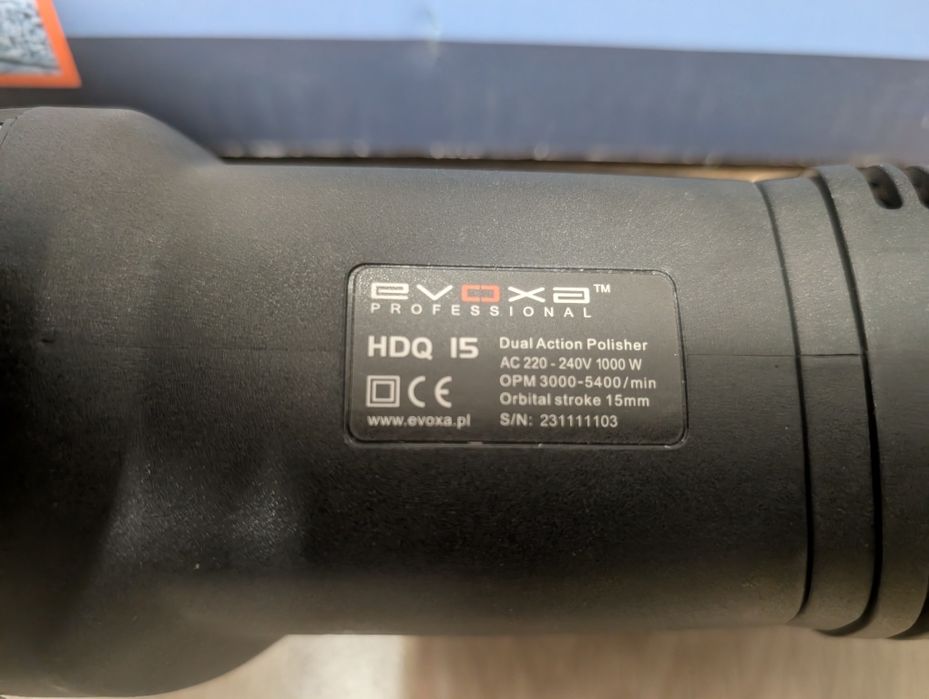 evoxa™
PROFESSIONAL
HDQ 15
Dual Action Polisher
AC 220 - 240V 1000 W
OPM 3000-5400/min
Orbital stroke 15mm
CE
www.evoxa.pl
S/N: 231111103